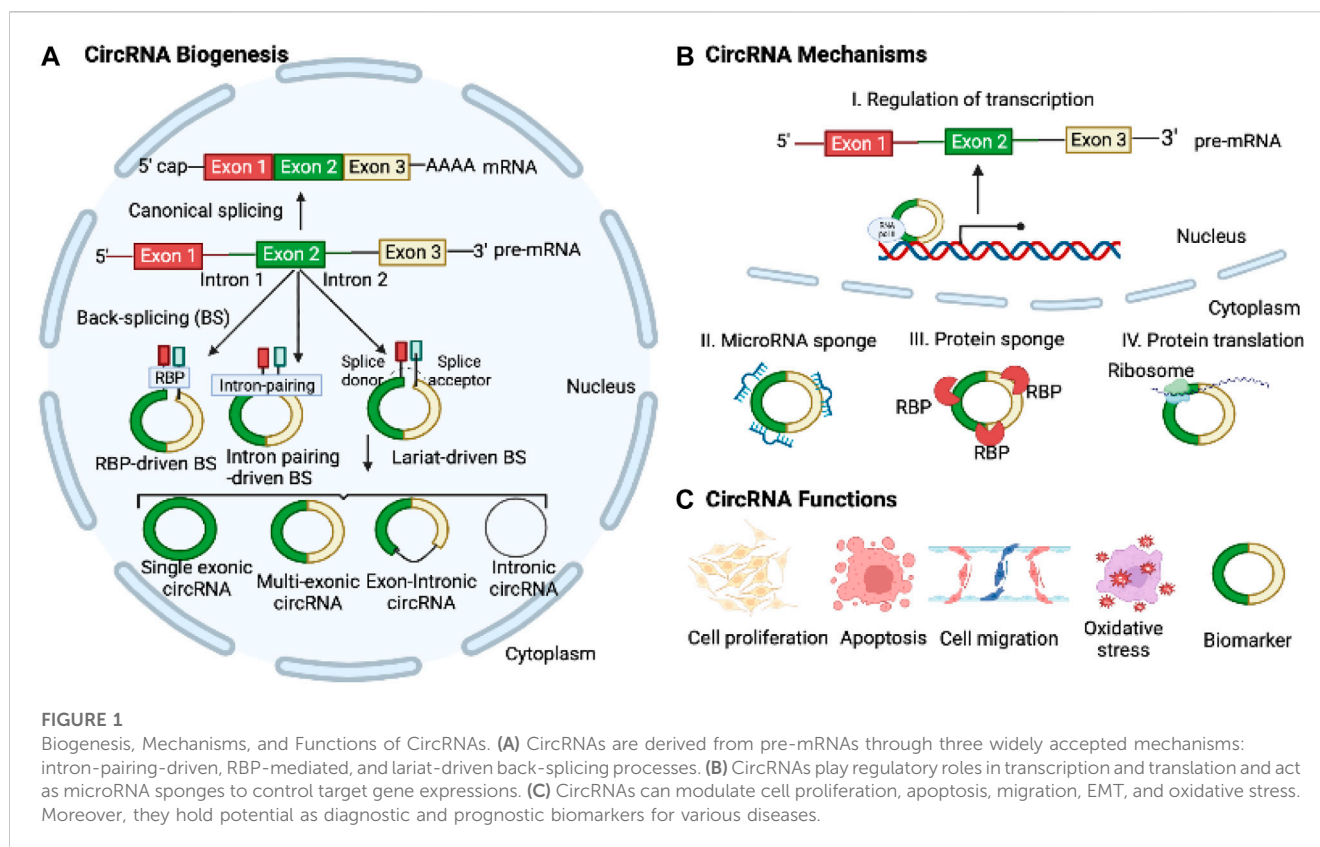 A CircRNA Biogenesis
5' cap Exon 1 Exon 2 Exon 3 AAAA mRNA
Canonical splicing
5' Exon 1 Exon 2 Exon 3 3' pre-mRNA
Intron 1 Intron 2
Back-splicing (BS)
RBP
Intron-pairing
Splice donor
Splice acceptor
RBP-driven BS
Intron pairing
-driven BS
Lariat-driven BS
Nucleus
Single exonic
circRNA
Multi-exonic
circRNA
Exon-Intronic
circRNA
Intronic
circRNA
Cytoplasm
B CircRNA Mechanisms
I. Regulation of transcription
5' Exon 1 Exon 2 Exon 3 3' pre-mRNA
RNA
pol II
Nucleus
Cytoplasm
II. MicroRNA sponge
III. Protein sponge
RBP
RBP
RBP
IV. Protein translation
Ribosome
C CircRNA Functions
Cell proliferation
Apoptosis
Cell migration
Oxidative
stress
Biomarker
FIGURE 1
Biogenesis, Mechanisms, and Functions of CircRNAs. (A) CircRNAs are derived from pre-mRNAs through three widely accepted mechanisms:
intron-pairing-driven, RBP-mediated, and lariat-driven back-splicing processes. (B) CircRNAs play regulatory roles in transcription and translation and act
as microRNA sponges to control target gene expressions. (C) CircRNAs can modulate cell proliferation, apoptosis, migration, EMT, and oxidative stress.
Moreover, they hold potential as diagnostic and prognostic biomarkers for various diseases.